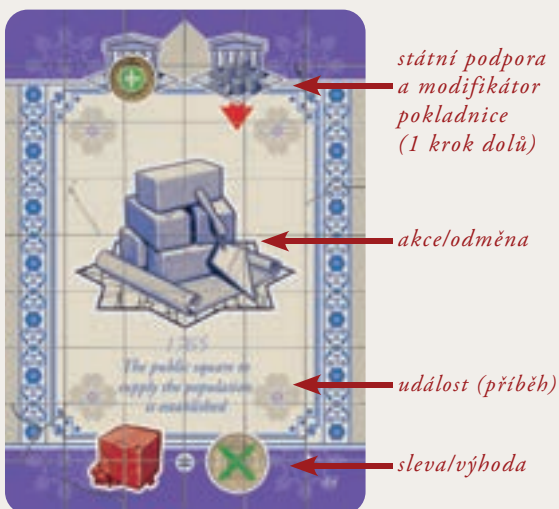 státní podpora
a modifikátor
pokladnice
(1 krok dolů)
akce/odměna
1755
The public square to
supply the population
is established
událost (příběh)
sleva/výhoda